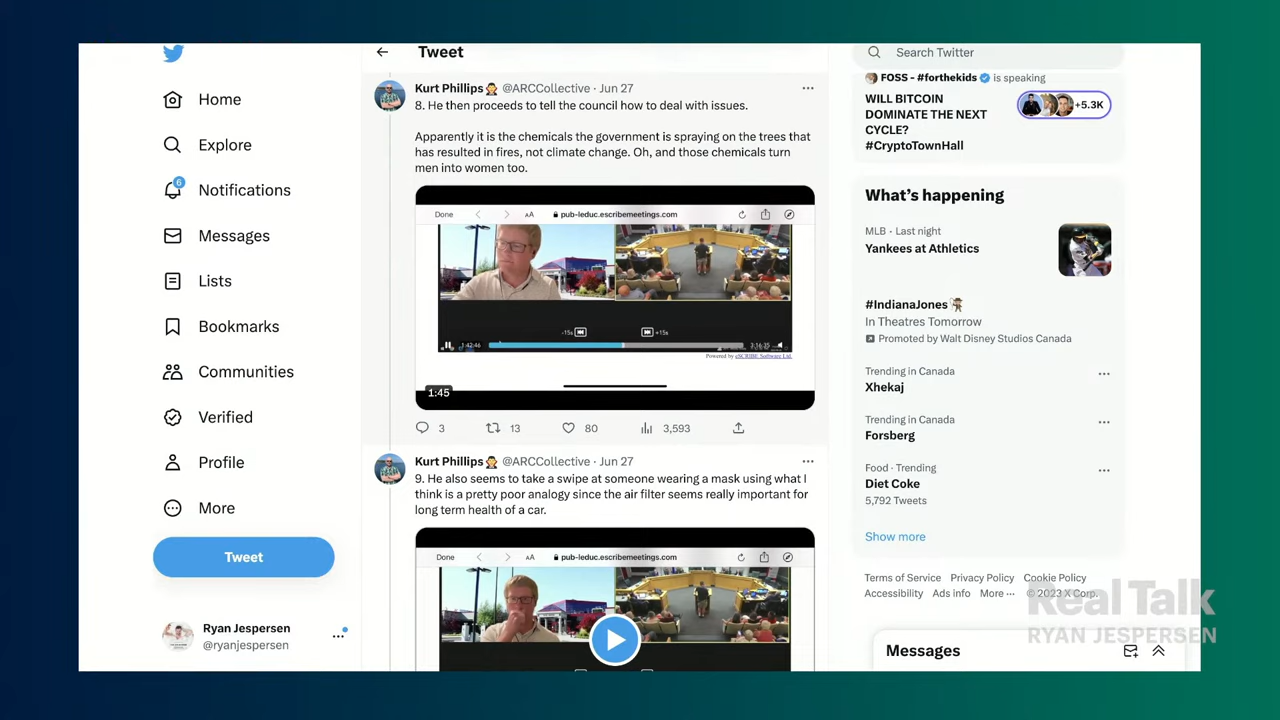 Home
Explore
6
Notifications
Messages
Lists
Bookmarks
Communities
Verified
Profile
More
Tweet
Ryan Jespersen
@ryanjespersen
Tweet
Kurt Phillips @ARCCollective · Jun 27
8. He then proceeds to tell the council how to deal with issues.
Apparently it is the chemicals the government is spraying on the trees that
has resulted in fires, not climate change. Oh, and those chemicals turn
men into women too.
Done AA pub-leduc.escribemeetings.com
-15s +15s
1:42:46 3:16:35
Powered by eSCRIBE Software Ltd.
1:45
3 13 80 3,593
Kurt Phillips @ARCCollective · Jun 27
9. He also seems to take a swipe at someone wearing a mask using what I
think is a pretty poor analogy since the air filter seems really important for
long term health of a car.
Done AA pub-leduc.escribemeetings.com
Search Twitter
FOSS - #forthekids is speaking
WILL BITCOIN
DOMINATE THE NEXT
CYCLE?
#CryptoTownHall
+5.3K
What's happening
MLB · Last night
Yankees at Athletics
#IndianaJones
In Theatres Tomorrow
Promoted by Walt Disney Studios Canada
Trending in Canada
Xhekaj
Trending in Canada
Forsberg
Food · Trending
Diet Coke
5,792 Tweets
Show more
Terms of Service Privacy Policy Cookie Policy
Accessibility Ads info More ··· © 2023 X Corp.
Real Talk
RYAN JESPERSEN
Messages